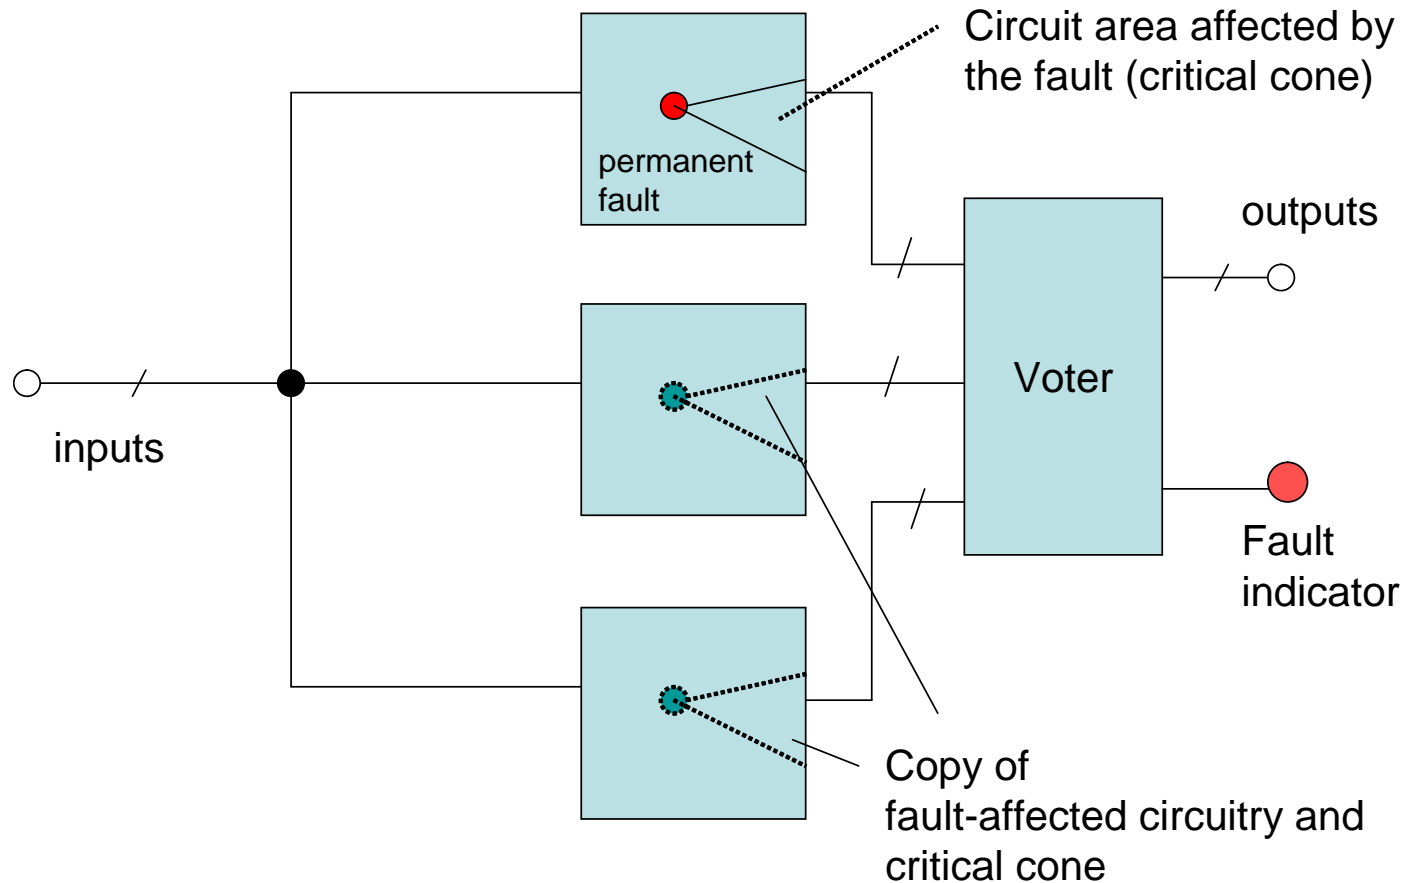 Circuit area affected by
the fault (critical cone)
permanent
fault
outputs
Voter
inputs
Fault
indicator
Copy of
fault-affected circuitry and
critical cone